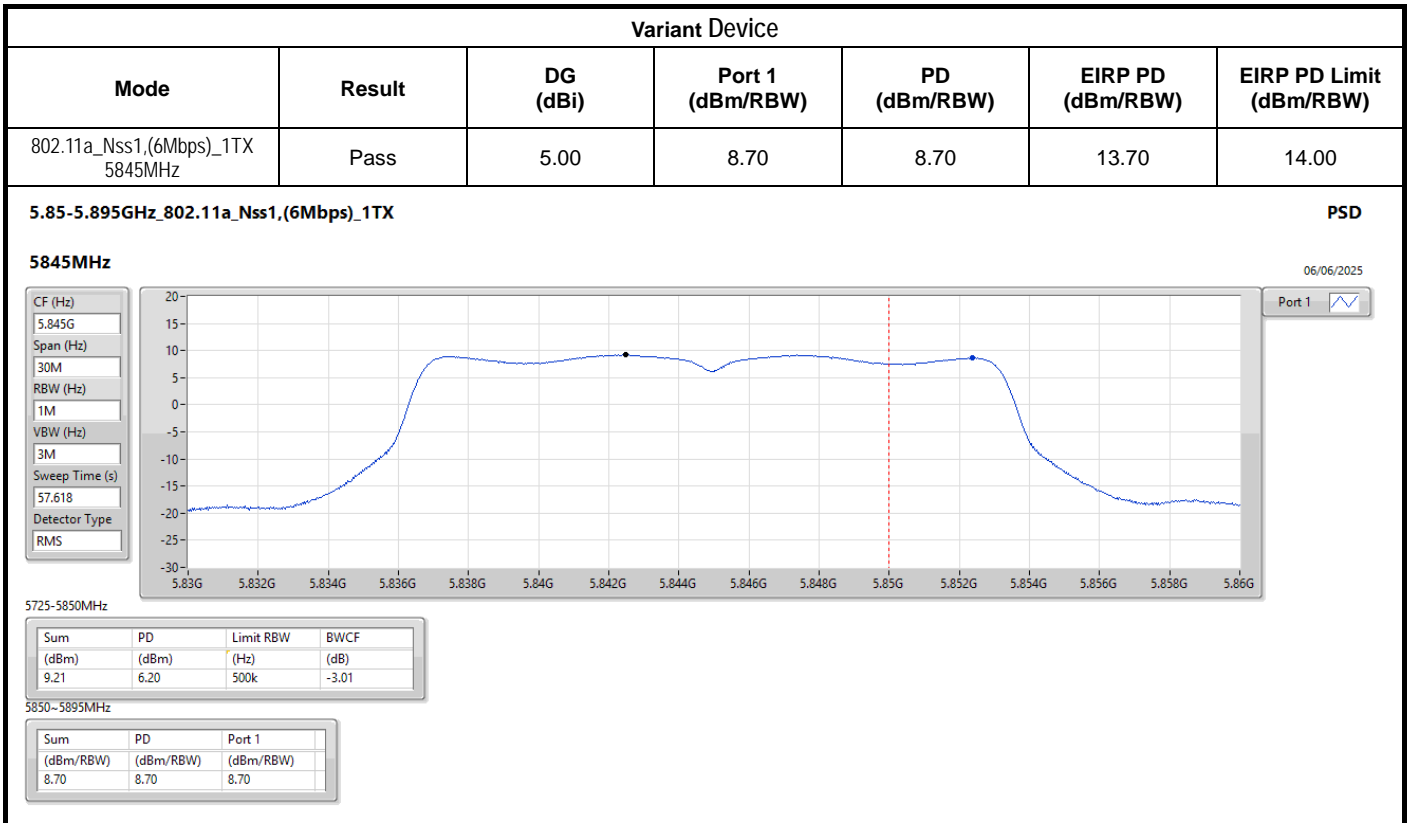 Variant Device
Mode Result DG (dBi) Port 1 (dBm/RBW) PD (dBm/RBW) EIRP PD (dBm/RBW) EIRP PD Limit (dBm/RBW)
802.11a_Nss1,(6Mbps)_1TX 5845MHz Pass 5.00 8.70 8.70 13.70 14.00
5.85-5.895GHz_802.11a_Nss1,(6Mbps)_1TX PSD
5845MHz
06/06/2025
CF (Hz)
5.845G
Span (Hz)
30M
RBW (Hz)
1M
VBW (Hz)
3M
Sweep Time (s)
57.618
Detector Type
RMS
20
15
10
5
0
-5
-10
-15
-20
-25
-30
5.83G 5.832G 5.834G 5.836G 5.838G 5.84G 5.842G 5.844G 5.846G 5.848G 5.85G 5.852G 5.854G 5.856G 5.858G 5.86G
Port 1
5725-5850MHz
Sum PD Limit RBW BWCF
(dBm) (dBm) (Hz) (dB)
9.21 6.20 500k -3.01
5850~5895MHz
Sum PD Port 1
(dBm/RBW) (dBm/RBW) (dBm/RBW)
8.70 8.70 8.70